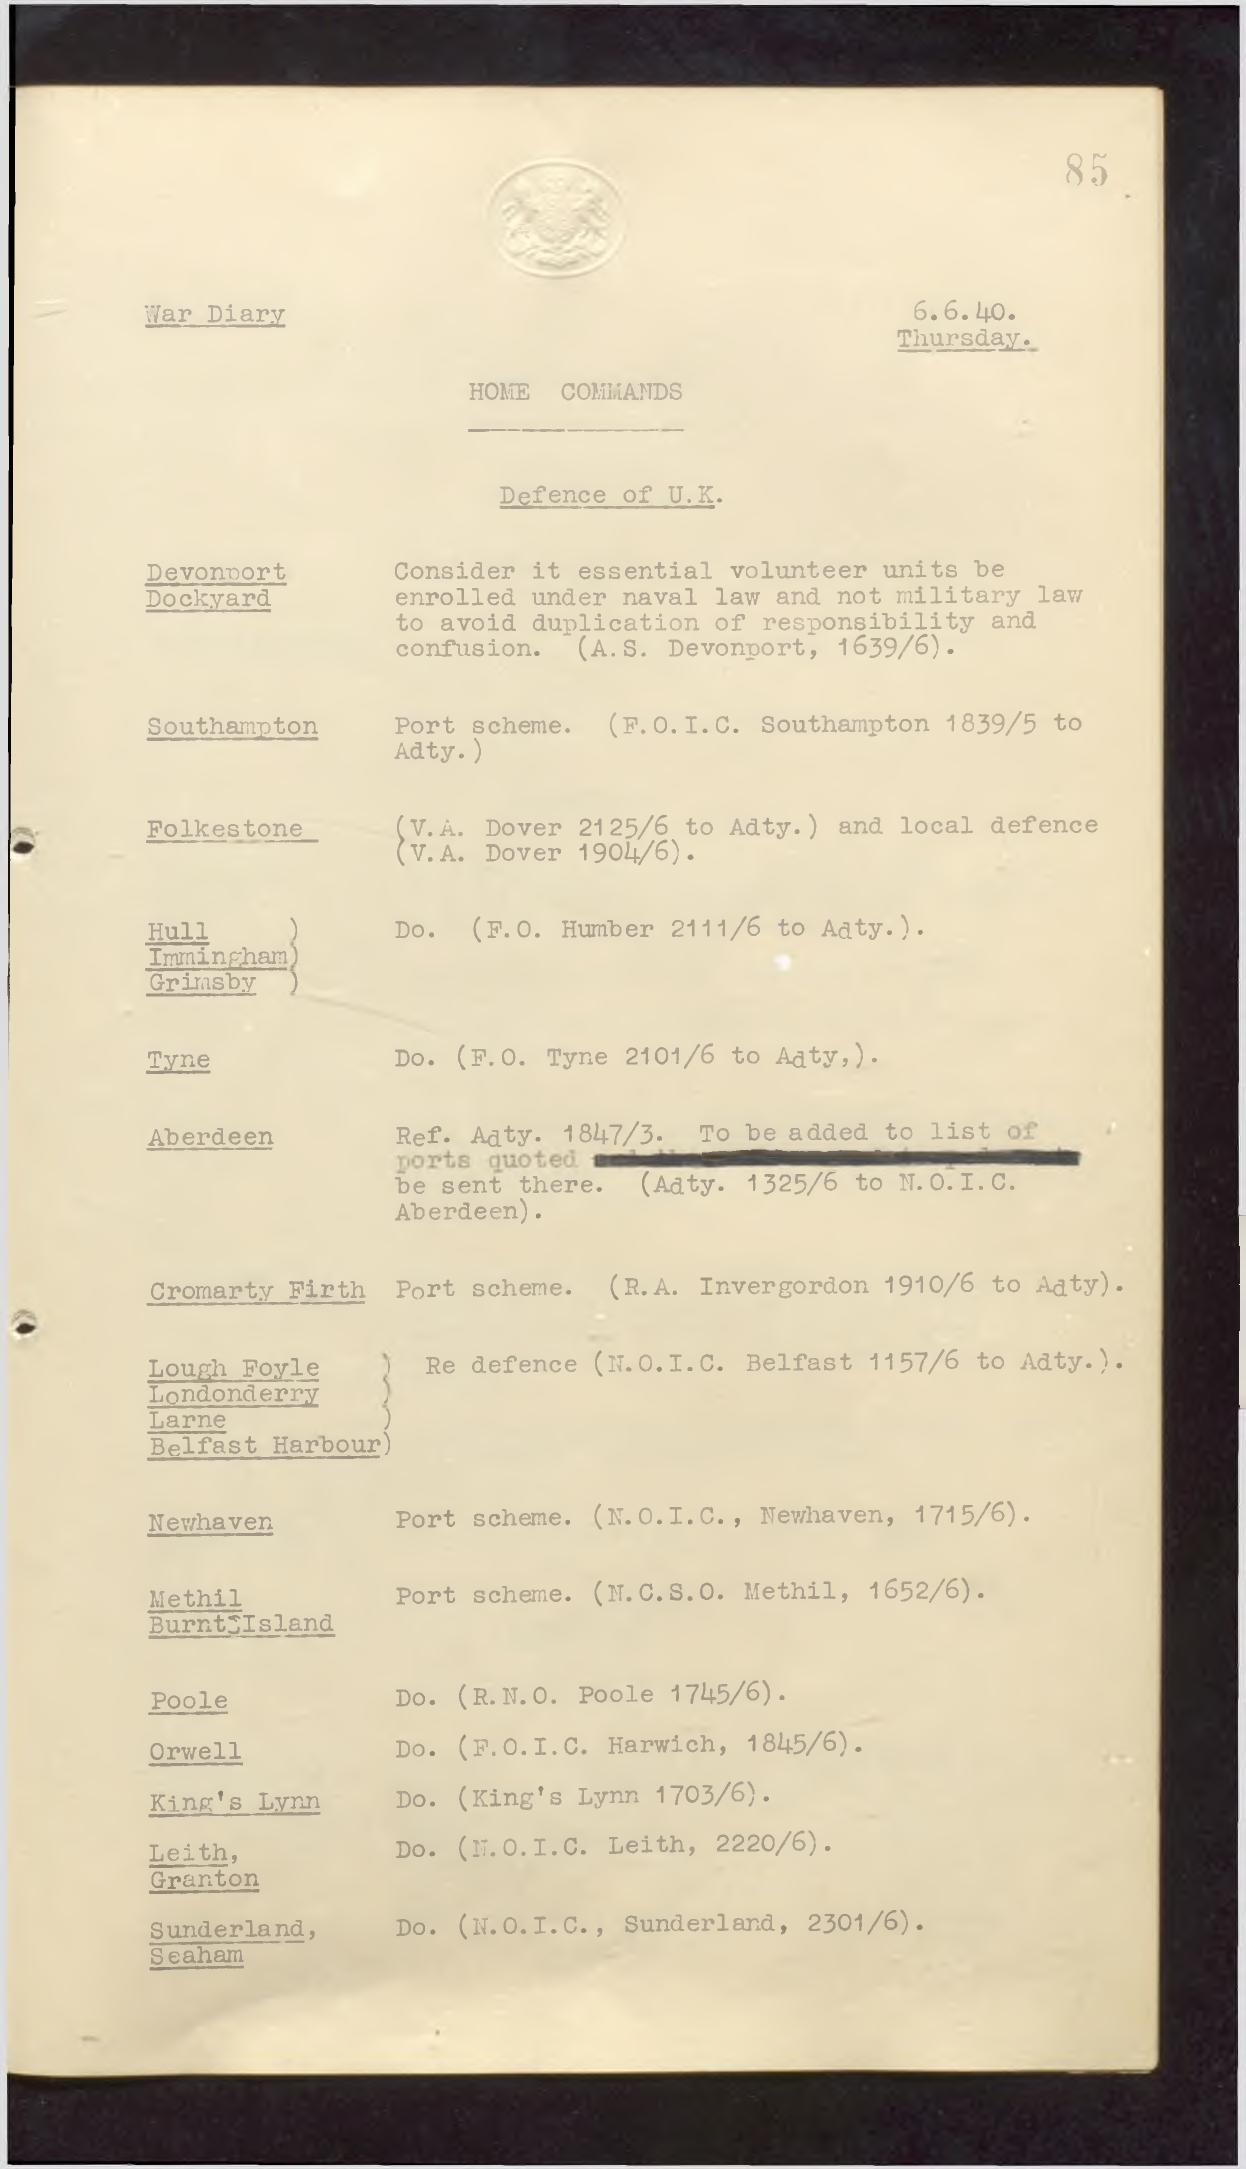 85
War Diary 6.6.40.
Thursday.
HOME COMMANDS
Defence of U.K.
Devonport Consider it essential volunteer units be
Dockyard enrolled under naval law and not military law
to avoid duplication of responsibility and
confusion. (A.S. Devonport, 1639/6).
Southampton Port scheme. (F.O.I.C. Southampton 1839/5 to
Adty.)
Folkestone (V.A. Dover 2125/6 to Adty.) and local defence
(V.A. Dover 1904/6).
Hull ) Do. (F.O. Humber 2111/6 to Adty.).
Immingham)
Grimsby )
Tyne Do. (F.O. Tyne 2101/6 to Adty,).
Aberdeen Ref. Adty. 1847/3. To be added to list of
ports quoted
be sent there. (Adty. 1325/6 to N.O.I.C.
Aberdeen).
Cromarty Firth Port scheme. (R.A. Invergordon 1910/6 to Adty).
Lough Foyle ) Re defence (N.O.I.C. Belfast 1157/6 to Adty.).
Londonderry )
Larne )
Belfast Harbour)
Newhaven Port scheme. (N.O.I.C., Newhaven, 1715/6).
Methil Port scheme. (N.C.S.O. Methil, 1652/6).
Burnt Island
Poole Do. (R.N.O. Poole 1745/6).
Orwell Do. (F.O.I.C. Harwich, 1845/6).
King's Lynn Do. (King's Lynn 1703/6).
Leith, Do. (N.O.I.C. Leith, 2220/6).
Granton
Sunderland, Do. (N.O.I.C., Sunderland, 2301/6).
Seaham